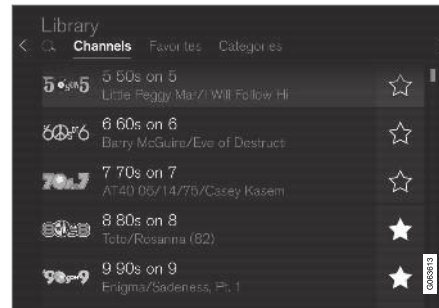 Library
Channels Favorites Categories
5 50s on 5
Little Peggy Mar/I Will Follow Hi
6 60s on 6
Barry McGuire/Eve of Destructi
7 70s on 7
AT40 06/14/75/Casey Kasem
8 80s on 8
Toto/Rosanna (82)
9 90s on 9
Enigma/Sadeness, Pt. 1
G063613